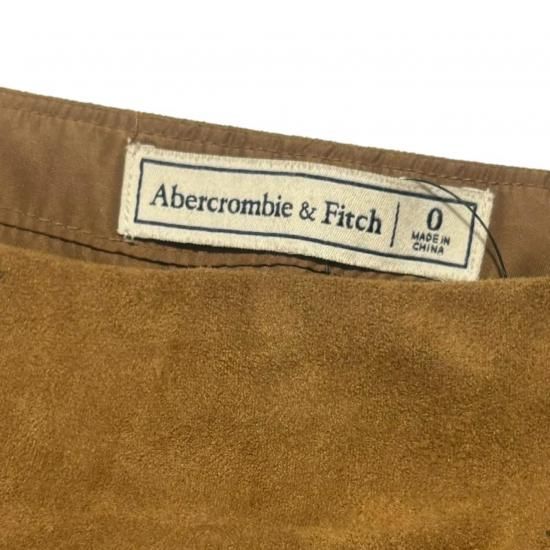 Abercrombie & Fitch | 0
MADE IN
CHINA